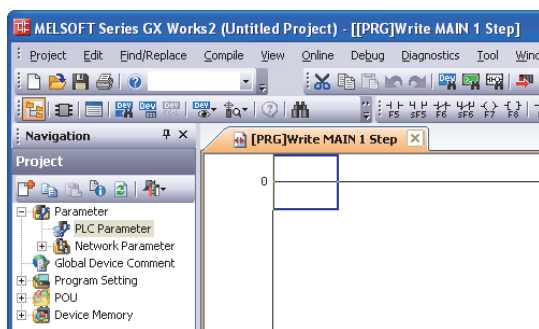 MELSOFT Series GX Works2 (Untitled Project) - [[PRG]Write MAIN 1 Step]
Project Edit Find/Replace Compile View Online Debug Diagnostics Tool Wind
F5 sF5 F6 sF6 F7 F8
Navigation
[PRG]Write MAIN 1 Step
Project
0
Parameter
PLC Parameter
Network Parameter
Global Device Comment
Program Setting
POU
Device Memory